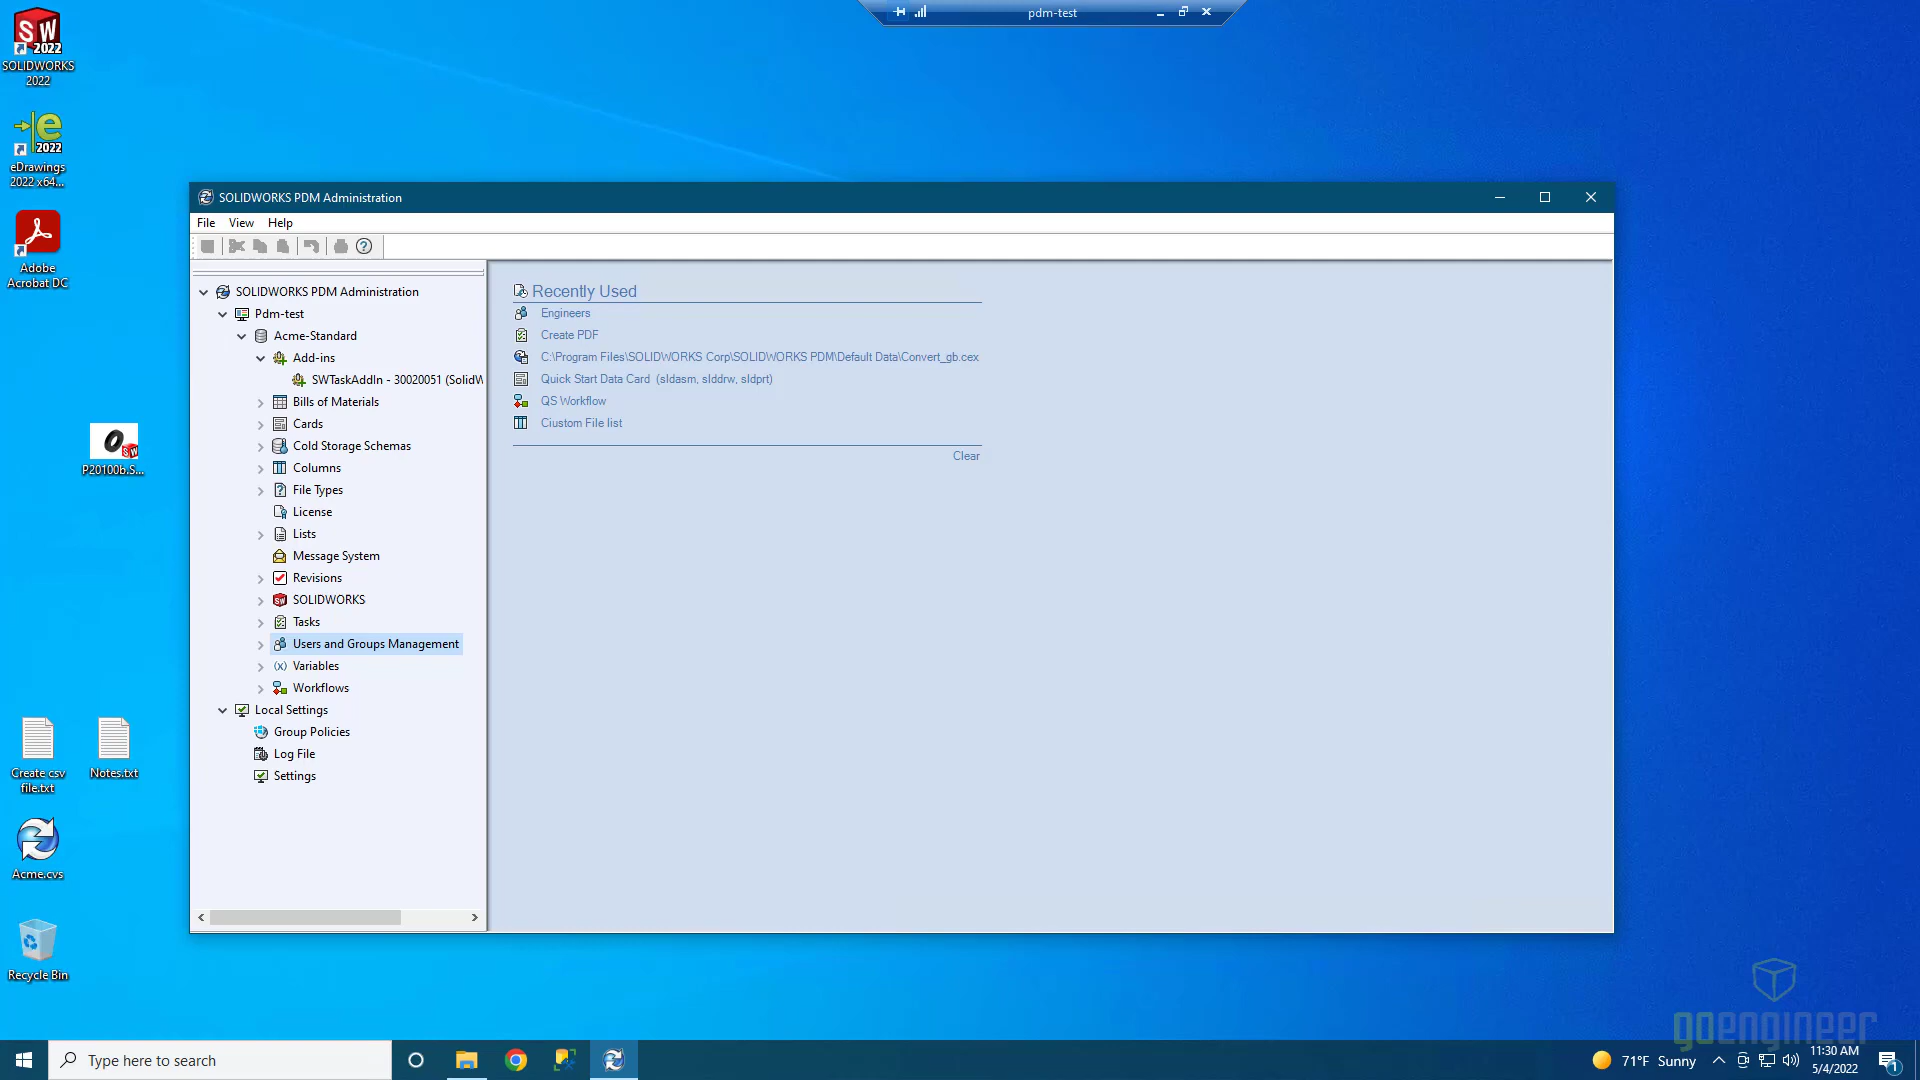 pdm-test
SW
2022
SOLIDWORKS
2022
e
2022
eDrawings
2022 x64...
Adobe
Acrobat DC
P20100b.S...
Create csv
file.txt
Notes.txt
Acme.cvs
Recycle Bin
SOLIDWORKS PDM Administration
File View Help
SOLIDWORKS PDM Administration
Pdm-test
Acme-Standard
Add-ins
SWTaskAddIn - 30020051 (SolidW
Bills of Materials
Cards
Cold Storage Schemas
Columns
File Types
License
Lists
Message System
Revisions
SOLIDWORKS
Tasks
Users and Groups Management
Variables
Workflows
Local Settings
Group Policies
Log File
Settings
Recently Used
Engineers
Create PDF
C:\Program Files\SOLIDWORKS Corp\SOLIDWORKS PDM\Default Data\Convert_gb.cex
Quick Start Data Card (sldasm, slddrw, sldprt)
QS Workflow
Ciustom File list
Clear
goengineer
Type here to search
71°F Sunny
11:30 AM
5/4/2022
1